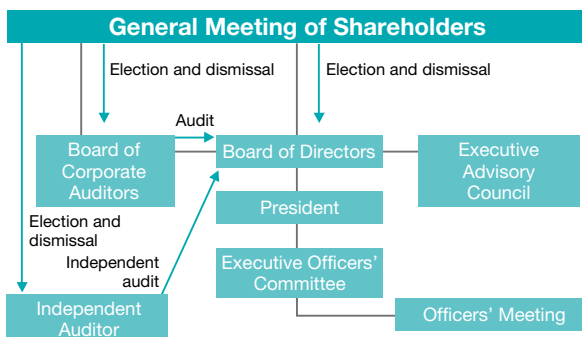 General Meeting of Shareholders
Election and dismissal
Election and dismissal
Audit
Board of
Corporate
Auditors
Board of Directors
Executive
Advisory
Council
President
Election and
dismissal
Independent
audit
Executive Officers'
Committee
Independent
Auditor
Officers' Meeting